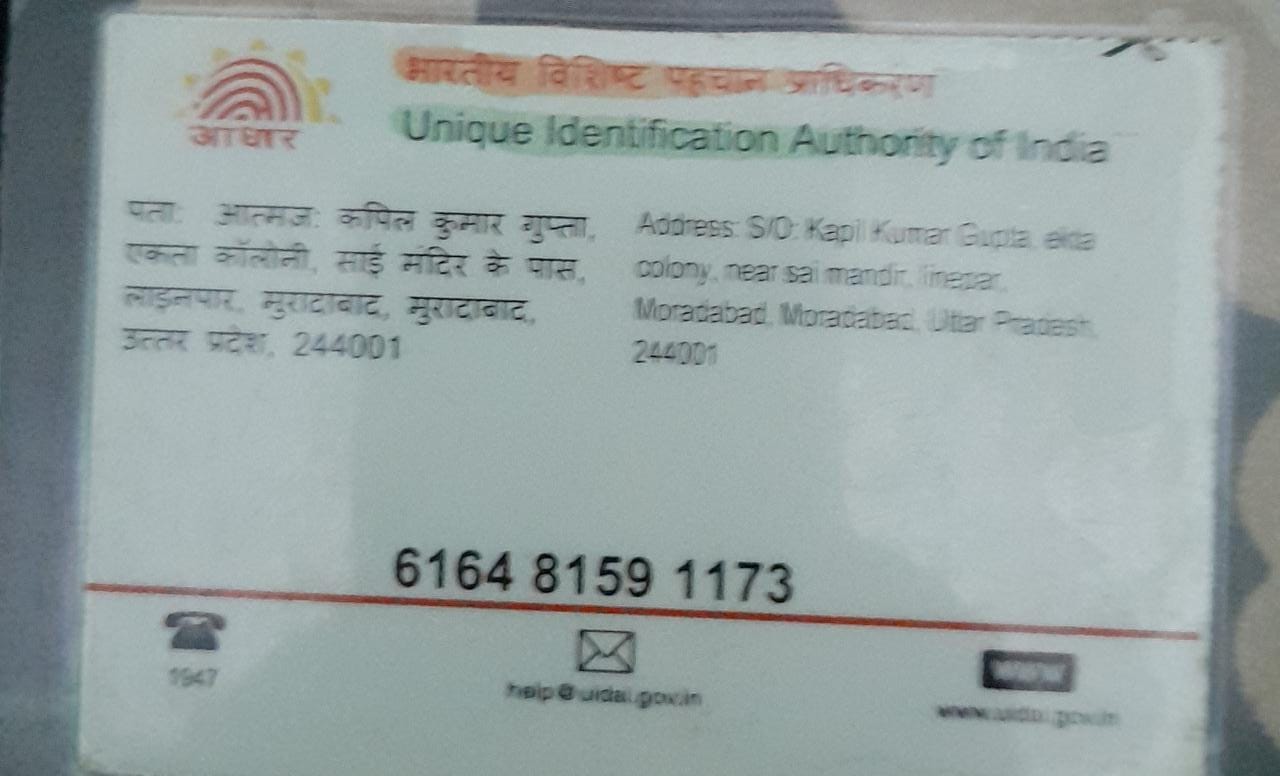 आधार
भारतीय विशिष्ट पहचान प्राधिकरण
Unique Identification Authority of India
पता: आत्मज: कपिल कुमार गुप्ता,
एकता कॉलोनी, साई मंदिर के पास,
लाइनपार, मुरादाबाद, मुरादाबाद,
उत्तर प्रदेश, 244001
Address: S/O: Kapil Kumar Gupta, ekta
colony, near sai mandir, linepar,
Moradabad, Moradabad, Uttar Pradesh,
244001
6164 8159 1173
1947
help@uidai.gov.in
www
www.uidai.gov.in